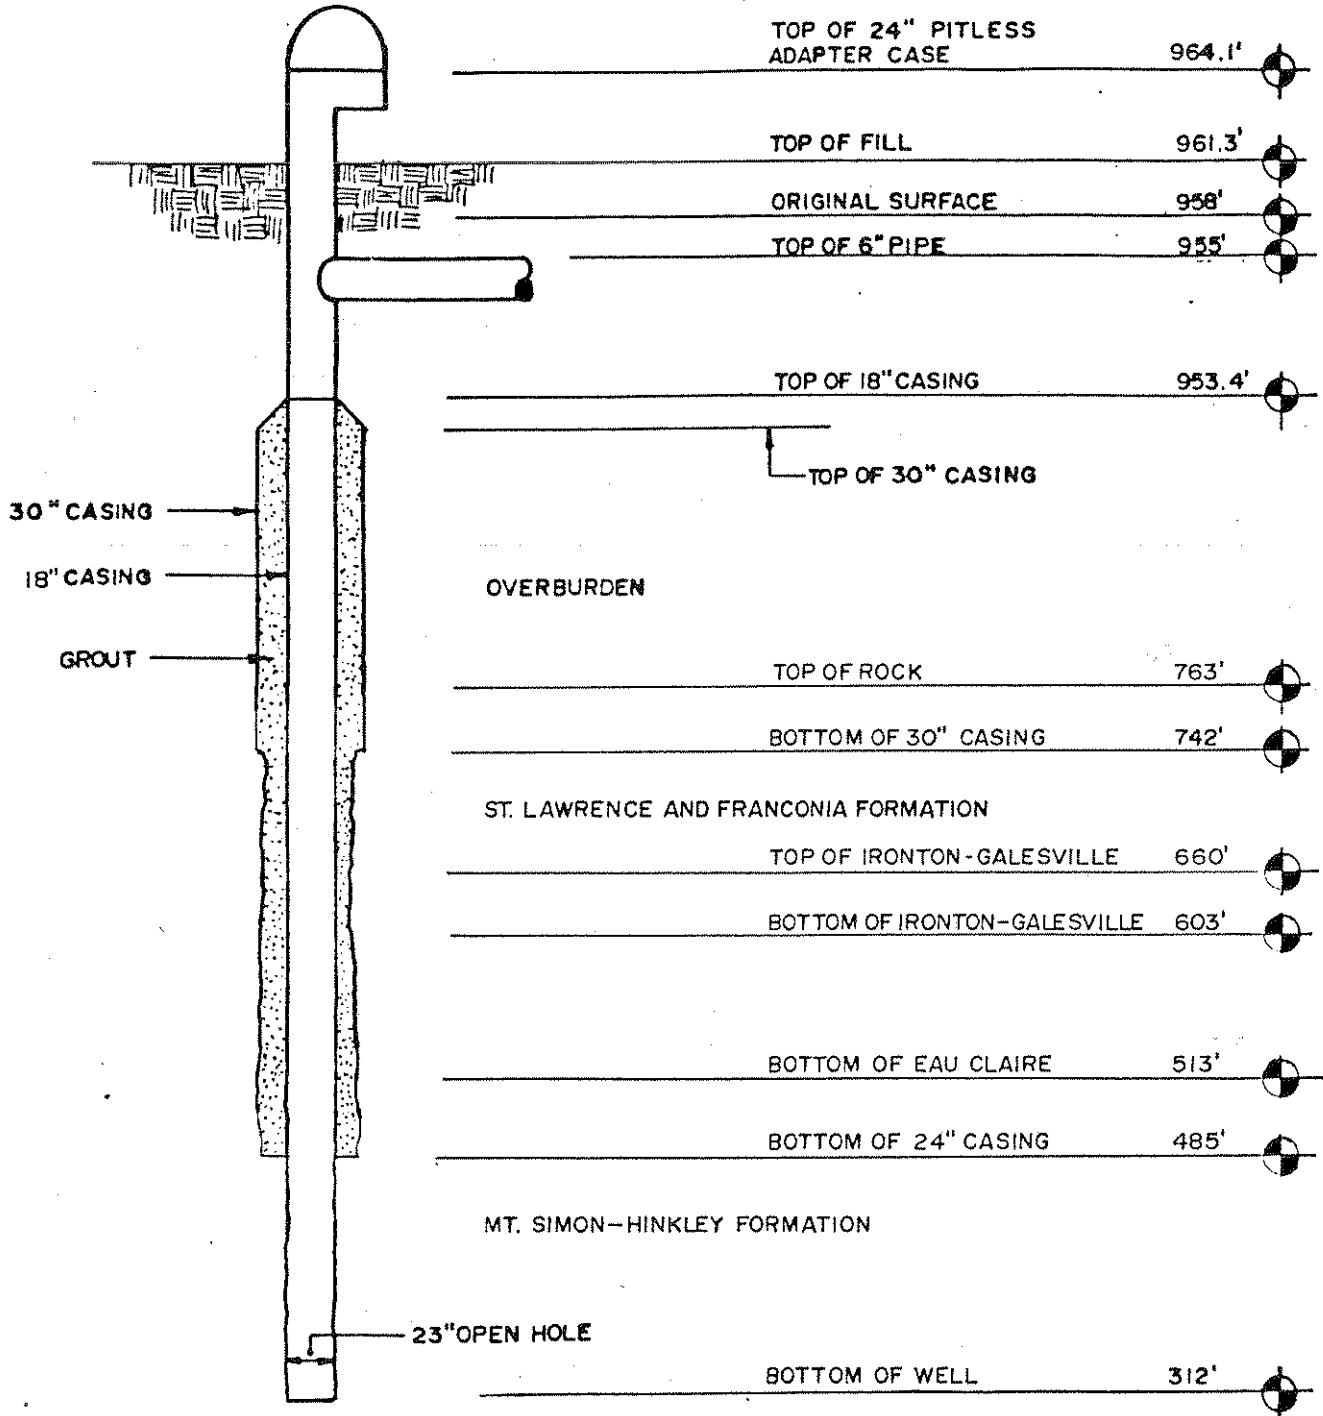 TOP OF 24" PITLESS
ADAPTER CASE 964.1'
TOP OF FILL 961.3'
ORIGINAL SURFACE 958'
TOP OF 6" PIPE 955'
TOP OF 18" CASING 953.4'
TOP OF 30" CASING
30" CASING
18" CASING
OVERBURDEN
GROUT
TOP OF ROCK 763'
BOTTOM OF 30" CASING 742'
ST. LAWRENCE AND FRANCONIA FORMATION
TOP OF IRONTON-GALESVILLE 660'
BOTTOM OF IRONTON-GALESVILLE 603'
BOTTOM OF EAU CLAIRE 513'
BOTTOM OF 24" CASING 485'
MT. SIMON-HINKLEY FORMATION
23" OPEN HOLE
BOTTOM OF WELL 312'